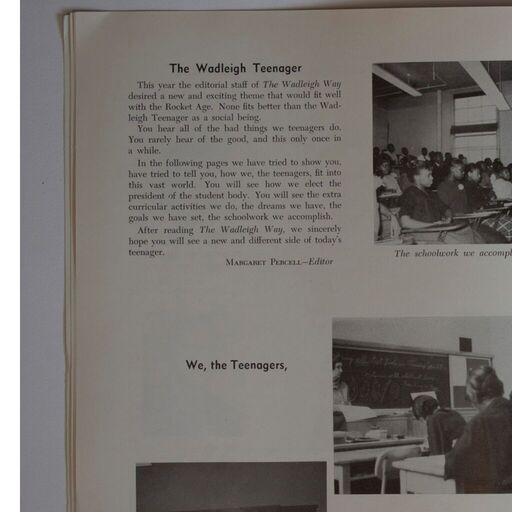 The Wadleigh Teenager
This year the editorial staff of The Wadleigh Way
desired a new and exciting theme that would fit well
with the Rocket Age. None fits better than the Wad-
leigh Teenager as a social being.
You hear all of the bad things we teenagers do.
You rarely hear of the good, and this only once in
a while.
In the following pages we have tried to show you,
have tried to tell you, how we, the teenagers, fit into
this vast world. You will see how we elect the
president of the student body. You will see the extra
curricular activities we do, the dreams we have, the
goals we have set, the schoolwork we accomplish.
After reading The Wadleigh Way, we sincerely
hope you will see a new and different side of today's
teenager.
Margaret Percell—Editor
The schoolwork we accompl
We, the Teenagers,